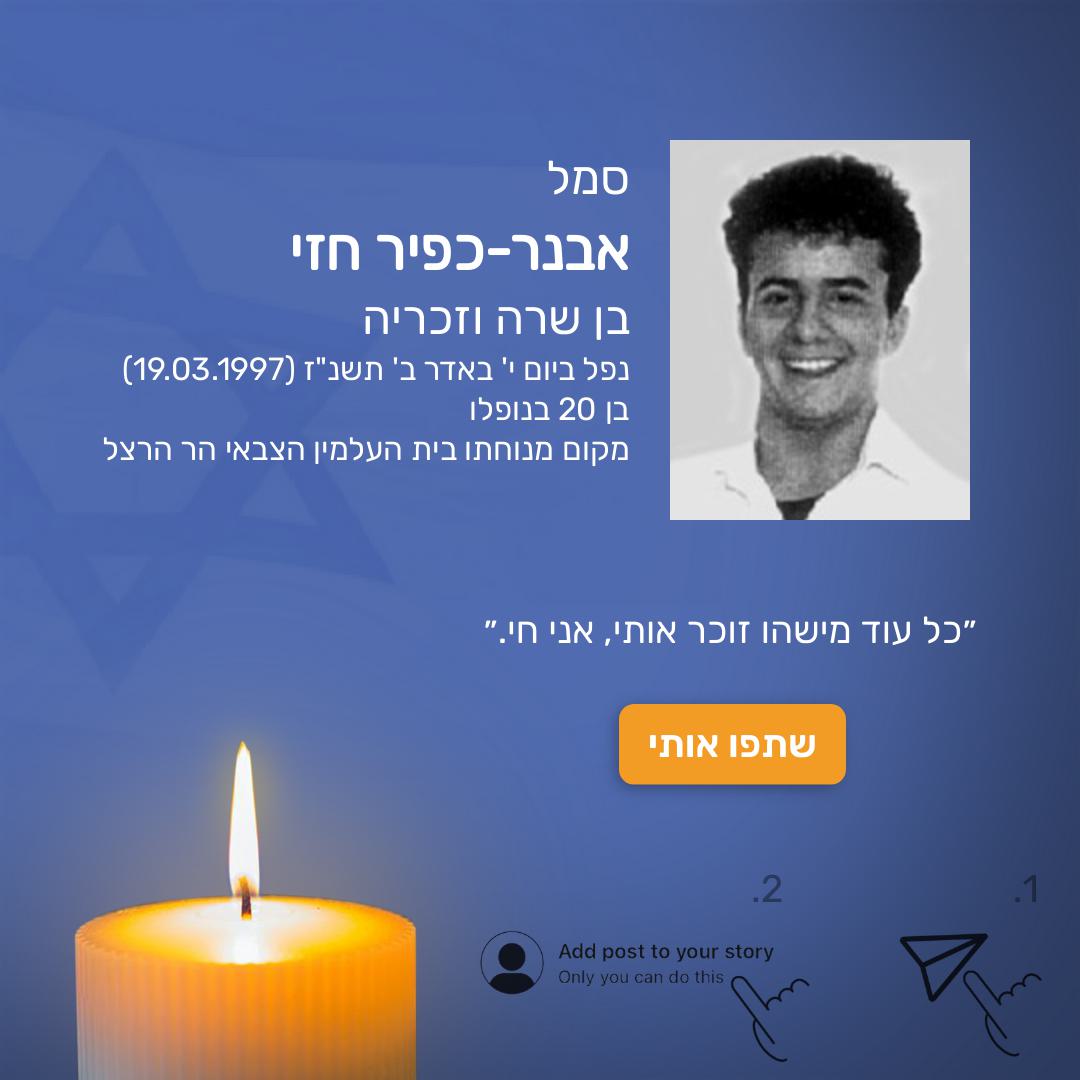 סמל
אבנר-כפיר חזי
בן שרה וזכריה
נפל ביום י' באדר ב' תשנ"ז (19.03.1997)
בן 20 בנופלו
מקום מנוחתו בית העלמין הצבאי הר הרצל
״כל עוד מישהו זוכר אותי, אני חי.״
שתפו אותי
.1
.2
Add post to your story
Only you can do this